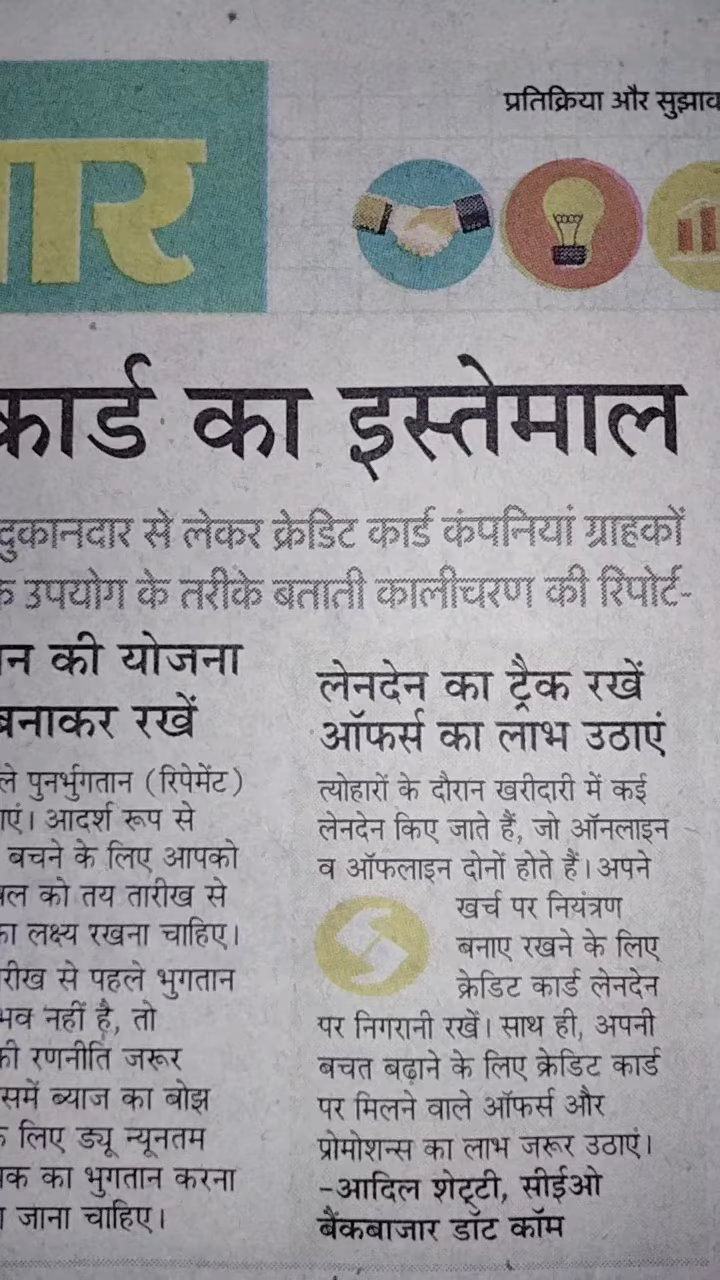 प्रतिक्रिया और सुझाव
ार
कार्ड का इस्तेमाल
दुकानदार से लेकर क्रेडिट कार्ड कंपनियां ग्राहकों
उपयोग के तरीके बताती कालीचरण की रिपोर्ट-
न की योजना
बनाकर रखें
ले पुनर्भुगतान (रिपेमेंट)
एं। आदर्श रूप से
बचने के लिए आपको
को तय तारीख से
का लक्ष्य रखना चाहिए।
रीख से पहले भुगतान
भव नहीं है, तो
की रणनीति जरूर
समें ब्याज का बोझ
लिए ड्यू न्यूनतम
क का भुगतान करना
जाना चाहिए।
लेनदेन का ट्रैक रखें
ऑफर्स का लाभ उठाएं
त्योहारों के दौरान खरीदारी में कई
लेनदेन किए जाते हैं, जो ऑनलाइन
व ऑफलाइन दोनों होते हैं। अपने
खर्च पर नियंत्रण
बनाए रखने के लिए
क्रेडिट कार्ड लेनदेन
पर निगरानी रखें। साथ ही, अपनी
बचत बढ़ाने के लिए क्रेडिट कार्ड
पर मिलने वाले ऑफर्स और
प्रोमोशन्स का लाभ जरूर उठाएं।
-आदिल शेट्टी, सीईओ
बैंकबाजार डॉट कॉम